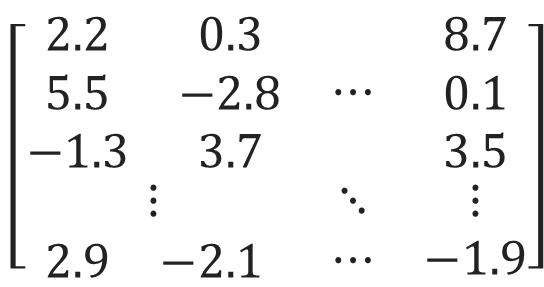 2.2 0.3 8.7
5.5 −2.8 ⋯ 0.1
−1.3 3.7 3.5
⋮ ⋱ ⋮
2.9 −2.1 ⋯ −1.9